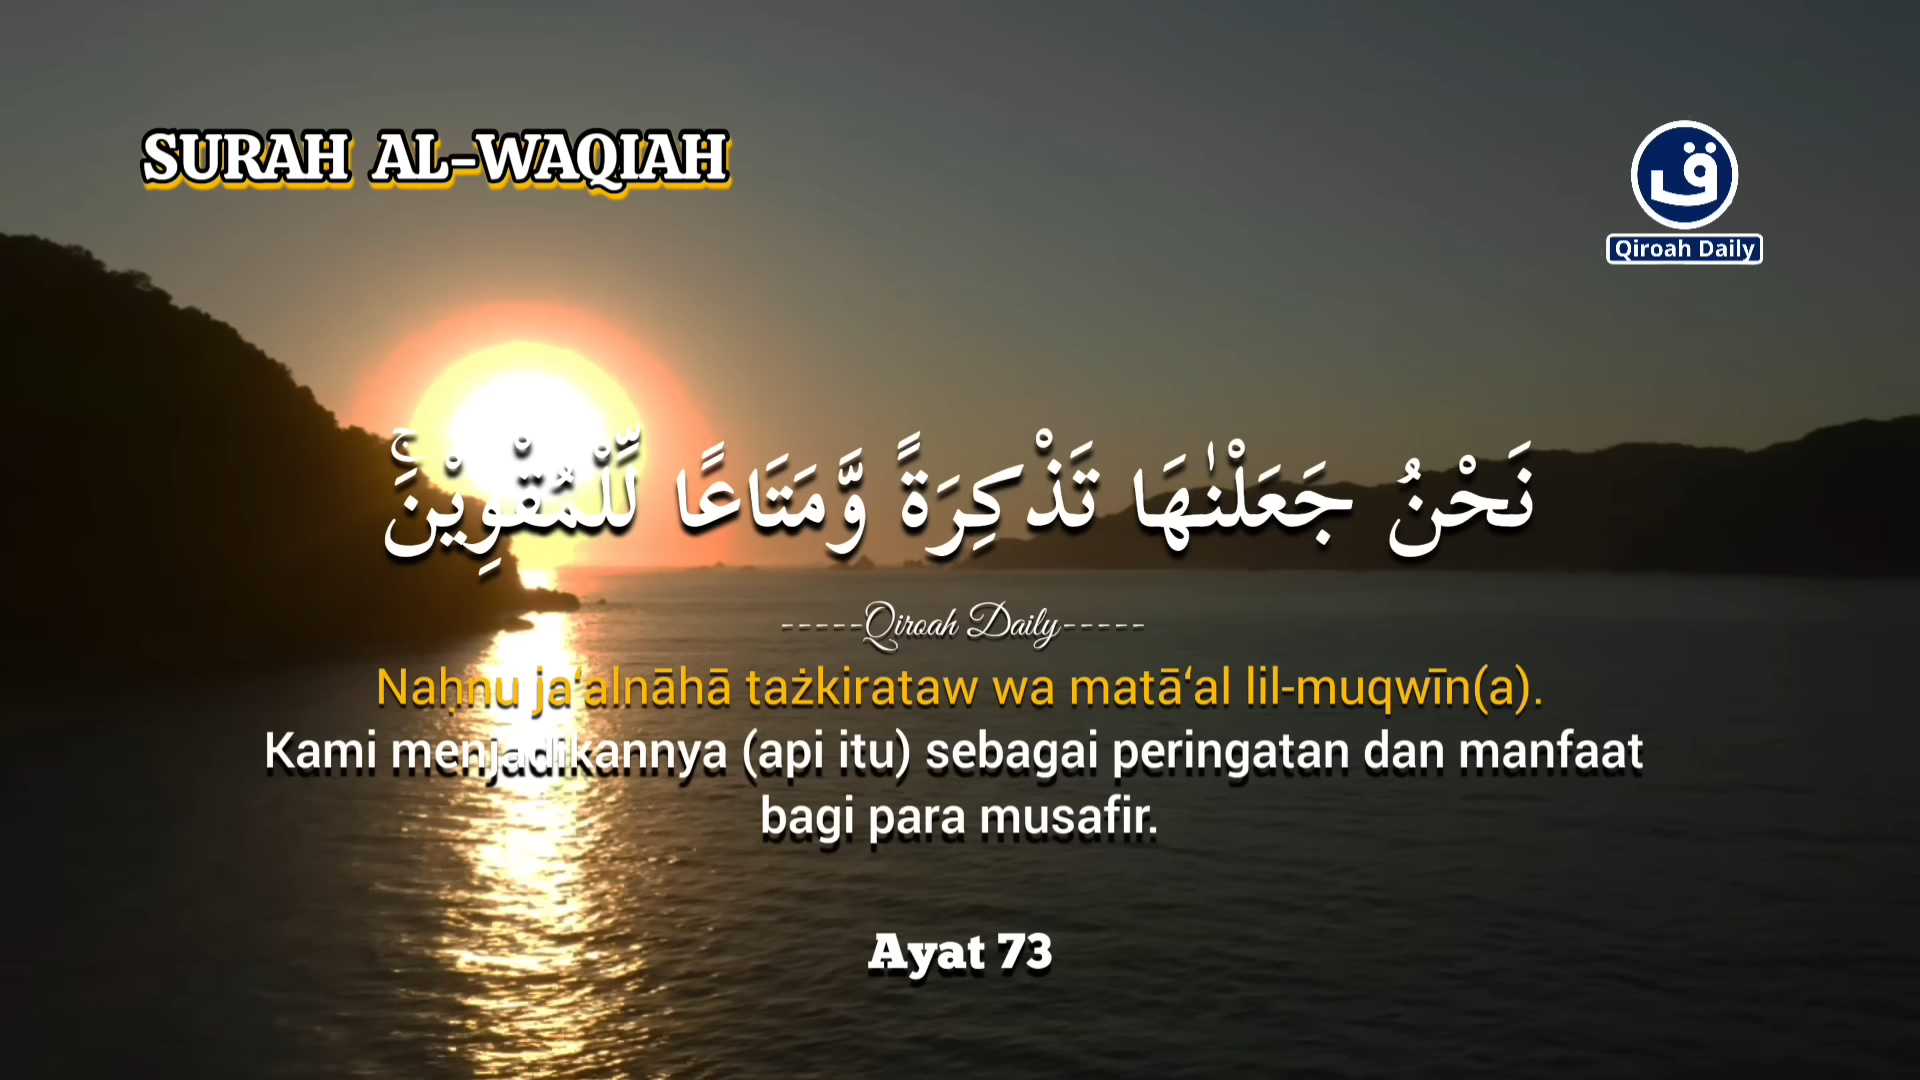 SURAH AL-WAQIAH
ق
Qiroah Daily
نَحْنُ جَعَلْنٰهَا تَذْكِرَةً وَّمَتَاعًا لِّلْمُقْوِيْنَۚ
-----Qiroah Daily-----
Naḥnu ja‘alnāhā tażkirataw wa matā‘al lil-muqwīn(a).
Kami menjadikannya (api itu) sebagai peringatan dan manfaat
bagi para musafir.
Ayat 73